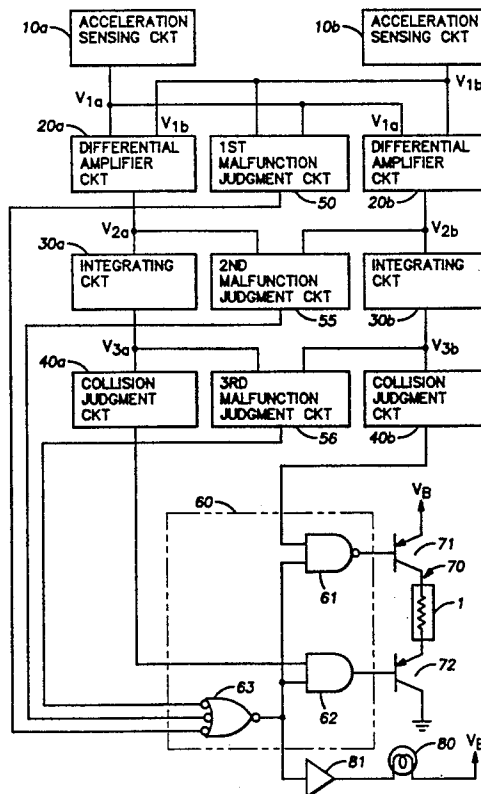 10a
ACCELERATION
SENSING CKT
10b
ACCELERATION
SENSING CKT
V1a
V1b
V1a
V1b
20a
DIFFERENTIAL
AMPLIFIER
CKT
1ST
MALFUNCTION
JUDGMENT CKT
50
DIFFERENTIAL
AMPLIFIER
CKT
20b
V2a
V2b
30a
INTEGRATING
CKT
2ND
MALFUNCTION
JUDGMENT CKT
55
INTEGRATING
CKT
30b
V3a
V3b
40a
COLLISION
JUDGMENT
CKT
3RD
MALFUNCTION
JUDGMENT CKT
56
COLLISION
JUDGMENT
CKT
40b
60
VB
71
70
61
1
63
62
72
80
VB
81